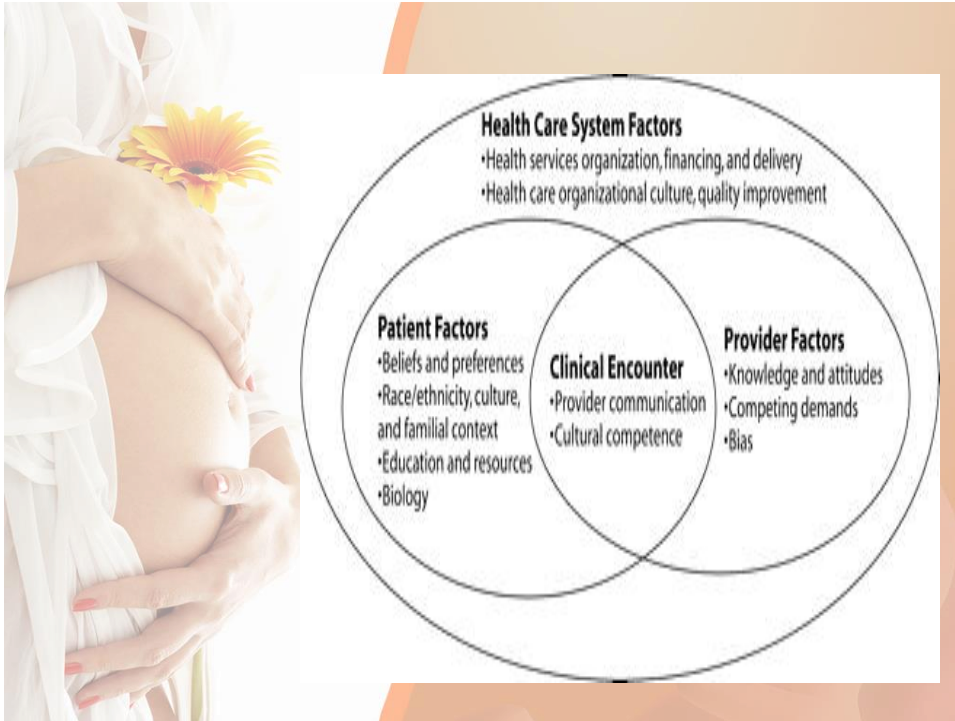 Health Care System Factors
•Health services organization, financing, and delivery
•Health care organizational culture, quality improvement
Patient Factors
•Beliefs and preferences
•Race/ethnicity, culture,
and familial context
•Education and resources
•Biology
Clinical Encounter
•Provider communication
•Cultural competence
Provider Factors
•Knowledge and attitudes
•Competing demands
•Bias